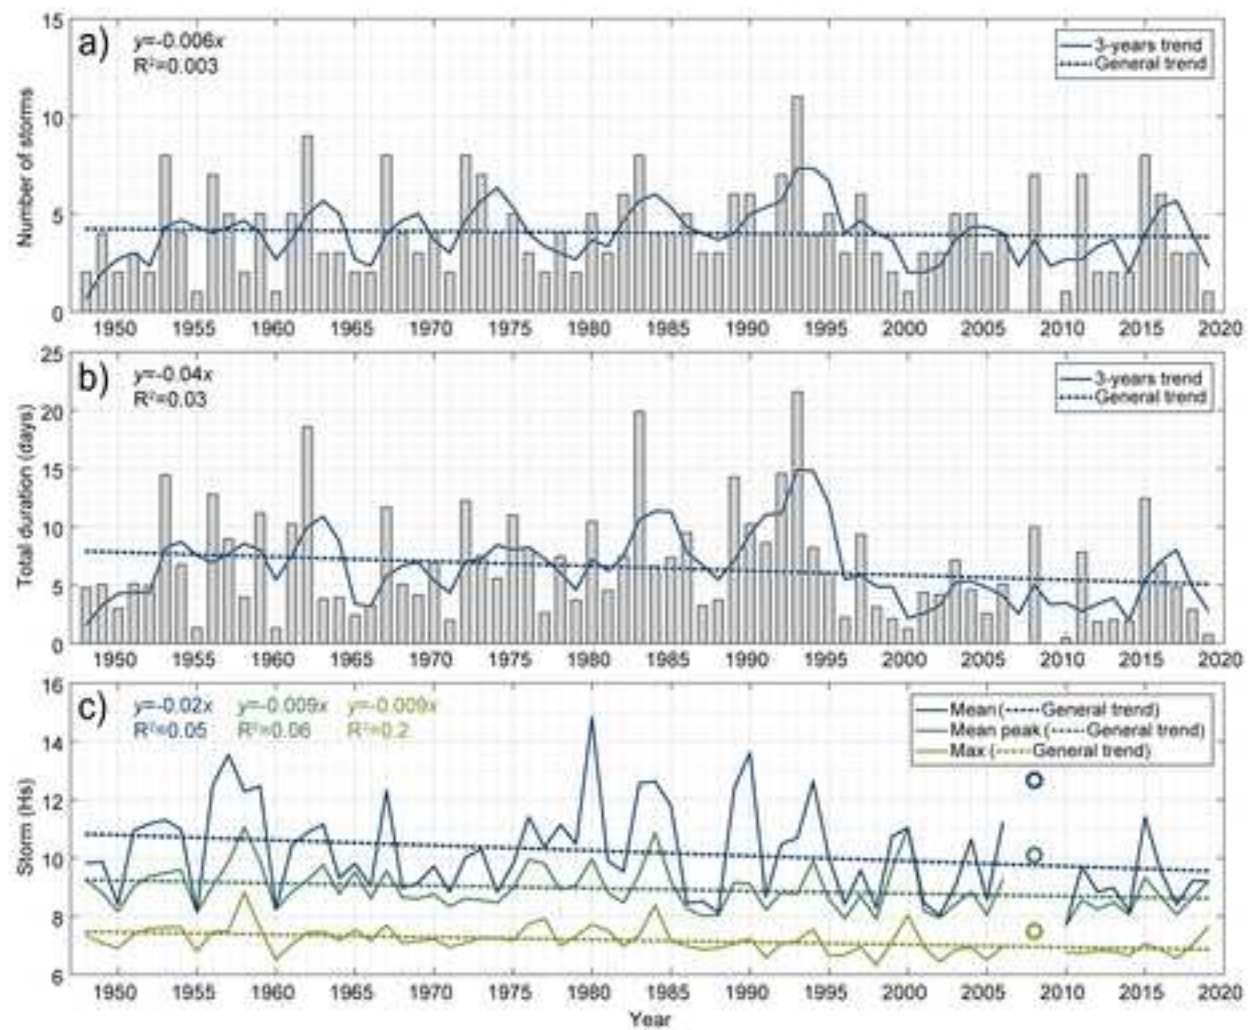 a)
y=-0.006x
R²=0.003
3-years trend
General trend
Number of storms
15
10
5
0
1950 1955 1960 1965 1970 1975 1980 1985 1990 1995 2000 2005 2010 2015 2020
b)
y=-0.04x
R²=0.03
3-years trend
General trend
Total duration (days)
25
20
15
10
5
0
1950 1955 1960 1965 1970 1975 1980 1985 1990 1995 2000 2005 2010 2015 2020
c)
y=-0.02x y=-0.009x y=-0.009x
R²=0.05 R²=0.06 R²=0.2
Mean (---- General trend)
Mean peak (---- General trend)
Max (---- General trend)
Storm (Hs)
16
14
12
10
8
6
1950 1955 1960 1965 1970 1975 1980 1985 1990 1995 2000 2005 2010 2015 2020
Year